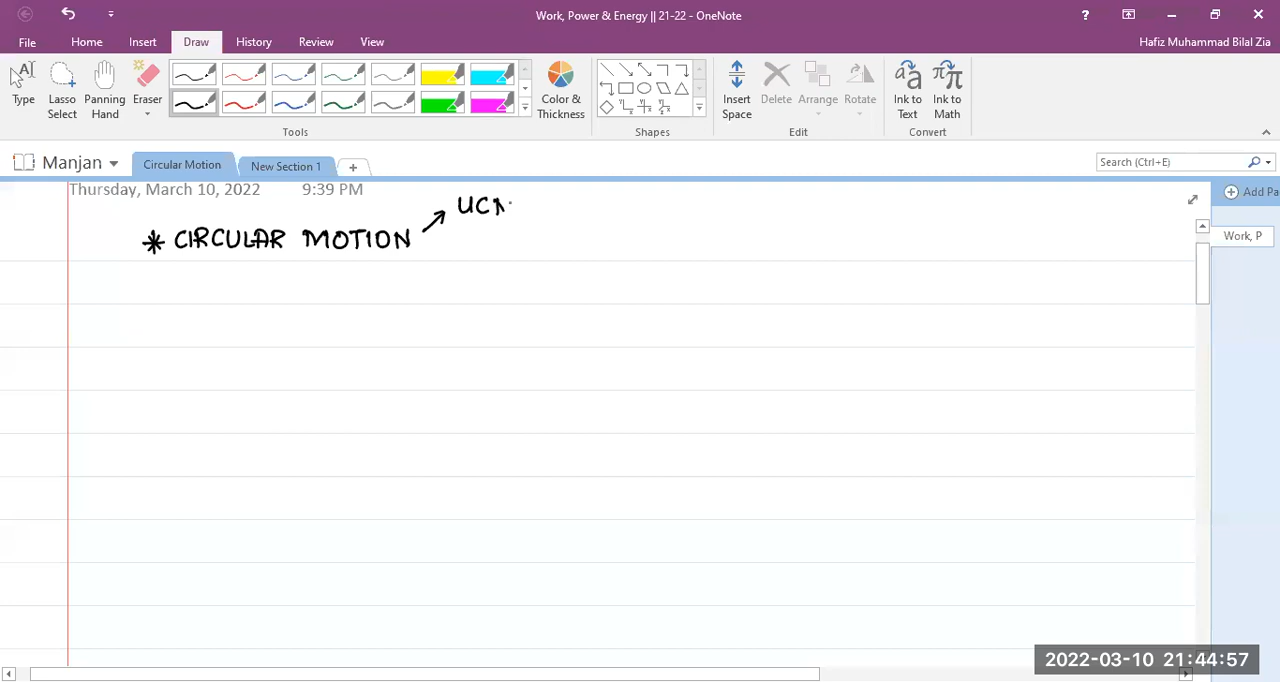 Work, Power & Energy || 21-22 - OneNote
?
File Home Insert Draw History Review View
Hafiz Muhammad Bilal Zia
Type Lasso Select Panning Hand Eraser
Color & Thickness
Insert Space Delete Arrange Rotate
Ink to Text Ink to Math
Tools Shapes Edit Convert
Manjan Circular Motion New Section 1 +
Search (Ctrl+E)
Thursday, March 10, 2022 9:39 PM
Add Pa
UC
* CIRCULAR MOTION
Work, P
2022-03-10 21:44:57